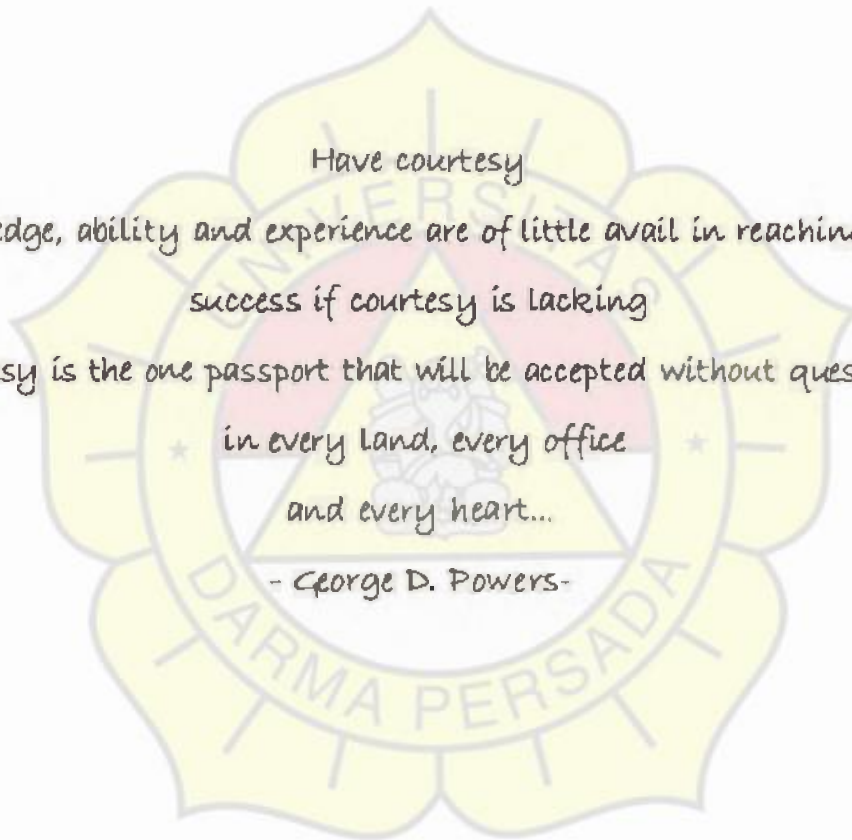 Have courtesy
edge, ability and experience are of little avail in reaching
success if courtesy is lacking
sy is the one passport that will be accepted without ques
in every land, every office
and every heart...
- George D. Powers-
UNIVERSITAS
DARMA PERSADA